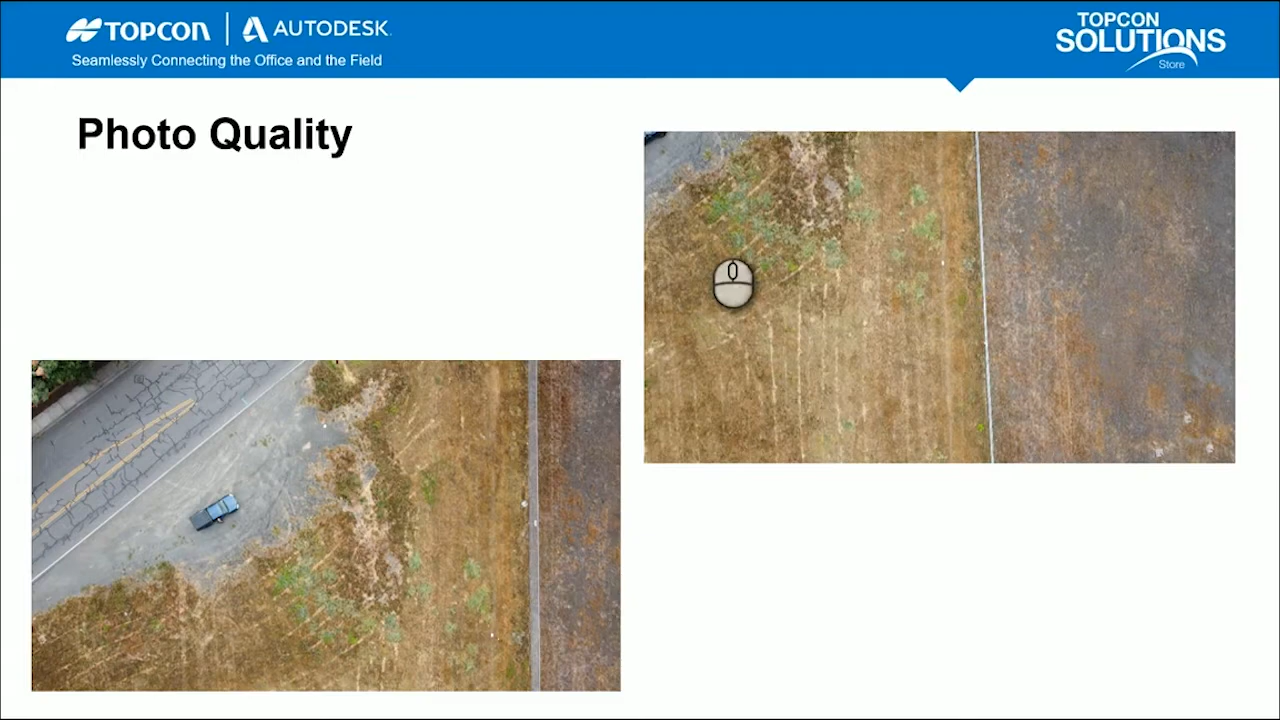 TOPCON | AUTODESK.
Seamlessly Connecting the Office and the Field
TOPCON
SOLUTIONS
Store
Photo Quality